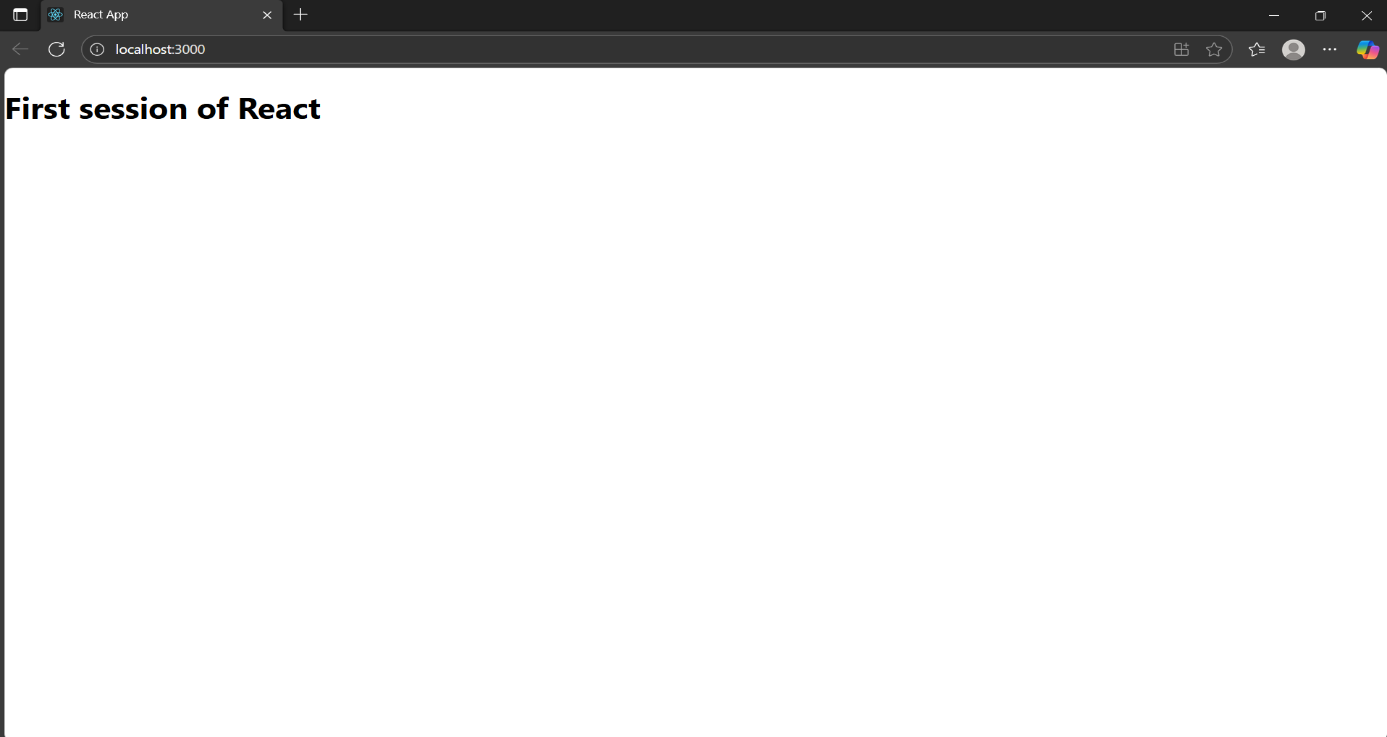 React App
localhost:3000
First session of React